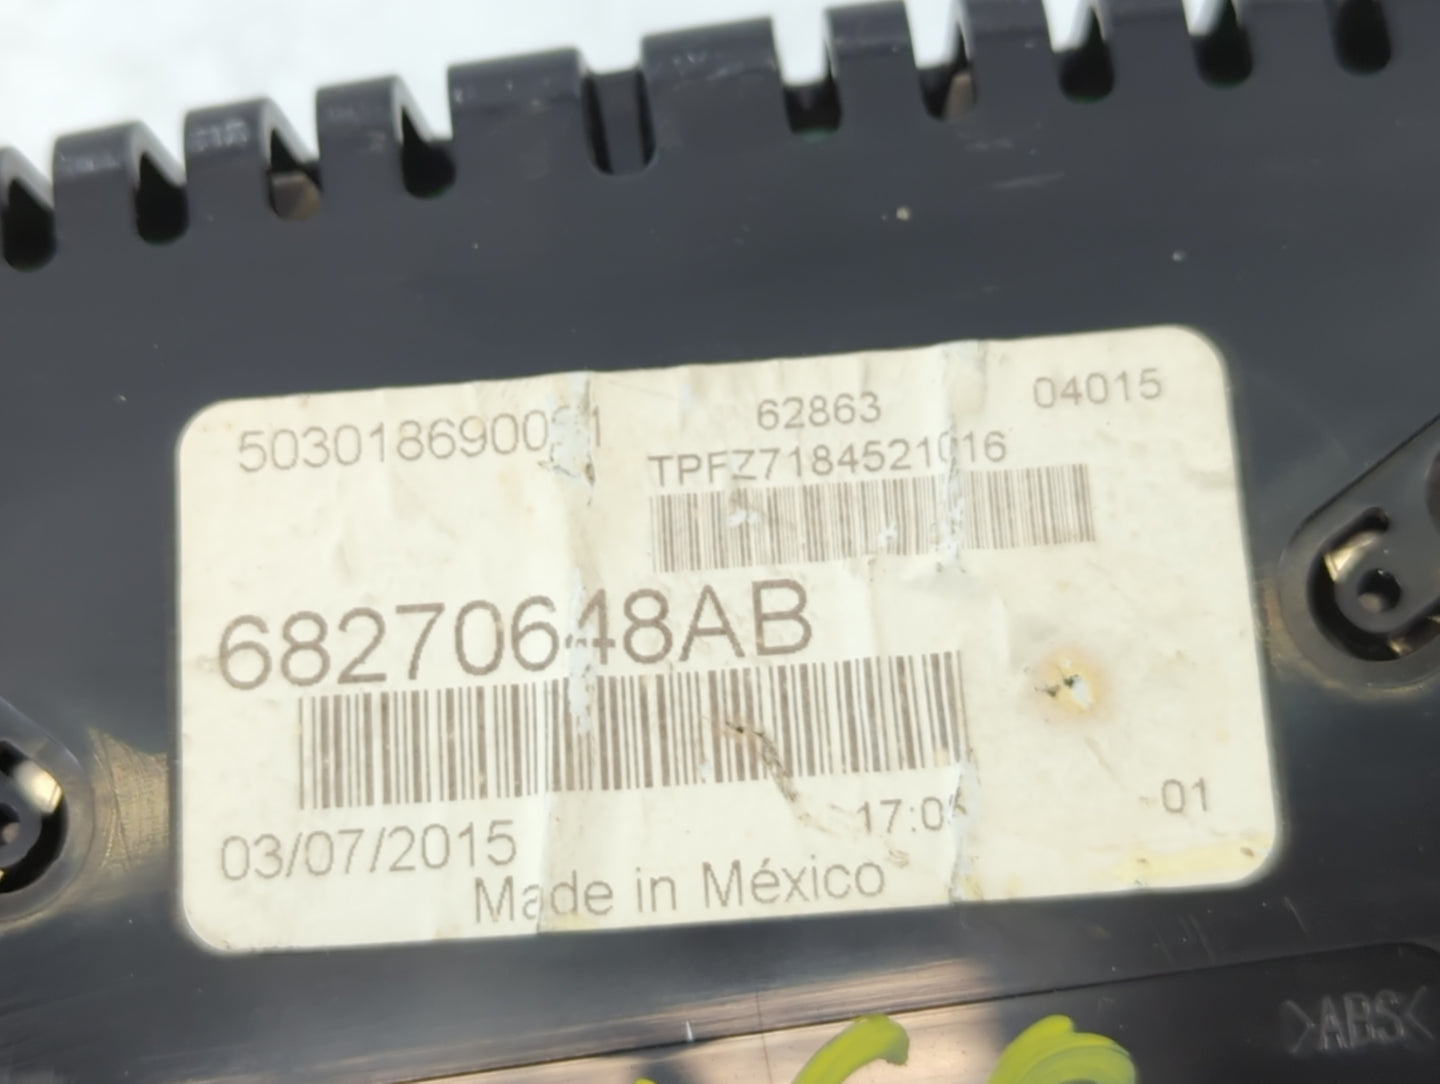 62863
04015
TPFZ7184521016
68270648AB
03/07/2015
01
Made in México
>ABS<